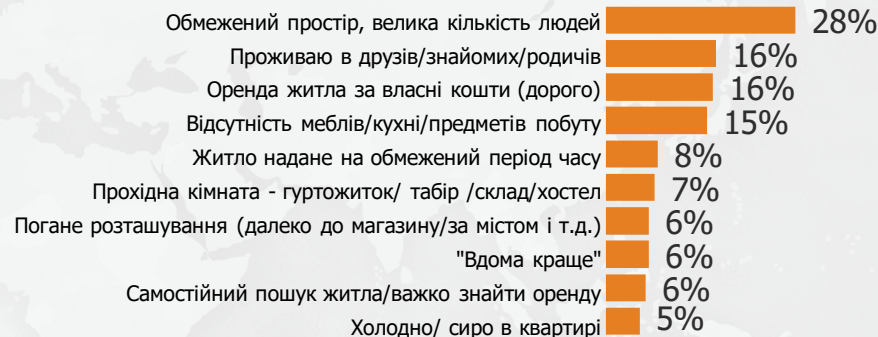 Обмежений простір, велика кількість людей 28%
Проживаю в друзів/знайомих/родичів 16%
Оренда житла за власні кошти (дорого) 16%
Відсутність меблів/кухні/предметів побуту 15%
Житло надане на обмежений період часу 8%
Прохідна кімната - гуртожиток/ табір /склад/хостел 7%
Погане розташування (далеко до магазину/за містом і т.д.) 6%
"Вдома краще" 6%
Самостійний пошук житла/важко знайти оренду 6%
Холодно/ сиро в квартирі 5%